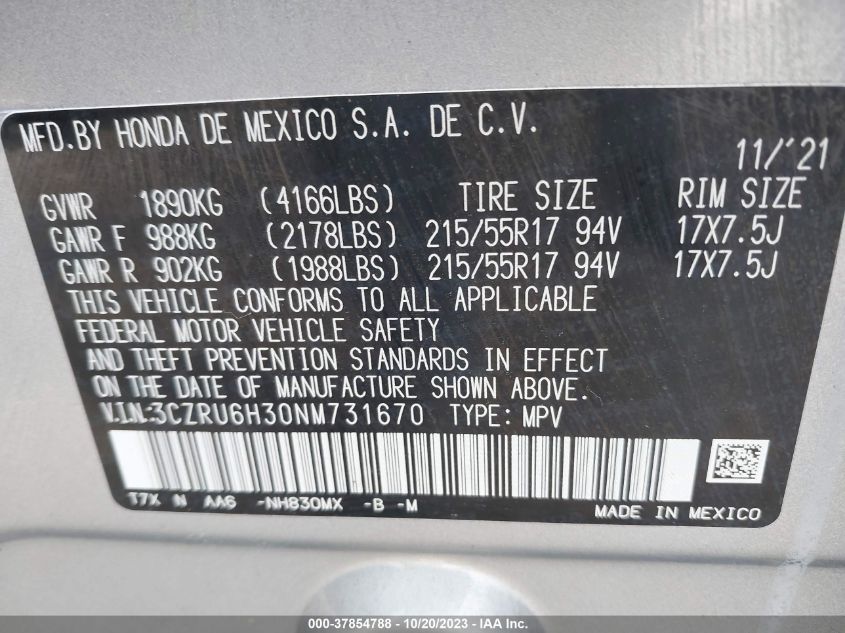 MFD.BY HONDA DE MEXICO S.A. DE C.V.
11/'21
GVWR 1890KG (4166LBS) TIRE SIZE RIM SIZE
GAWR F 988KG (2178LBS) 215/55R17 94V 17X7.5J
GAWR R 902KG (1988LBS) 215/55R17 94V 17X7.5J
THIS VEHICLE CONFORMS TO ALL APPLICABLE
FEDERAL MOTOR VEHICLE SAFETY
AND THEFT PREVENTION STANDARDS IN EFFECT
ON THE DATE OF MANUFACTURE SHOWN ABOVE.
V.I.N:3CZRU6H30NM731670 TYPE: MPV
T7X N AA6 -NH830MX -B -M
MADE IN MEXICO
000-37854788 - 10/20/2023 - IAA Inc.